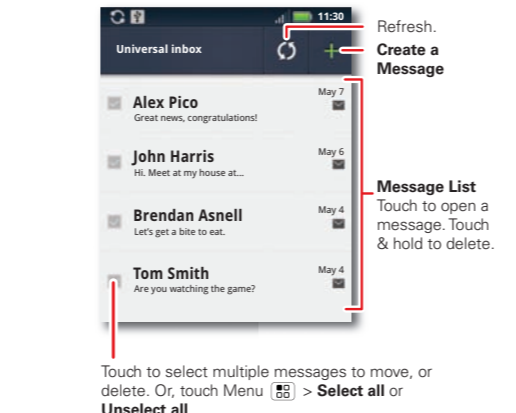 11:30
Universal inbox
Refresh.
Create a
Message
Alex Pico
Great news, congratulations!
May 7
John Harris
Hi. Meet at my house at...
May 6
Brendan Asnell
Let's get a bite to eat.
May 4
Tom Smith
Are you watching the game?
May 4
Message List
Touch to open a
message. Touch
& hold to delete.
Touch to select multiple messages to move, or
delete. Or, touch Menu > Select all or
Unselect all